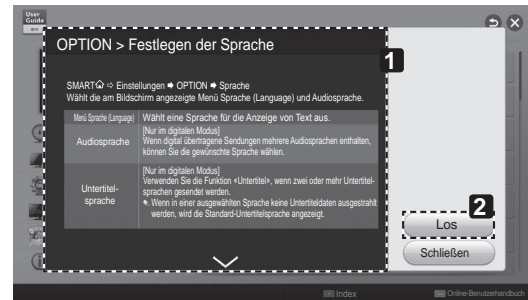 User
Guide
OPTION > Festlegen der Sprache
1
SMART ⇨ Einstellungen ➡ OPTION ➡ Sprache
Wählt die am Bildschirm angezeigte Menü Sprache (Language) und Audiosprache.
Menü Sprache (Language) Wählt eine Sprache für die Anzeige von Text aus.
Audiosprache
[Nur im digitalen Modus]
Wenn digital übertragene Sendungen mehrere Audiosprachen enthalten,
können Sie die gewünschte Sprache wählen.
Untertitel-
sprache
[Nur im digitalen Modus]
Verwenden Sie die Funktion «Untertitel», wenn zwei oder mehr Untertitel-
sprachen gesendet werden.
Wenn in einer ausgewählten Sprache keine Untertiteldaten ausgestrahlt
werden, wird die Standard-Untertitelsprache angezeigt.
2
Los
Schließen
Index
Online-Benutzerhandbuch